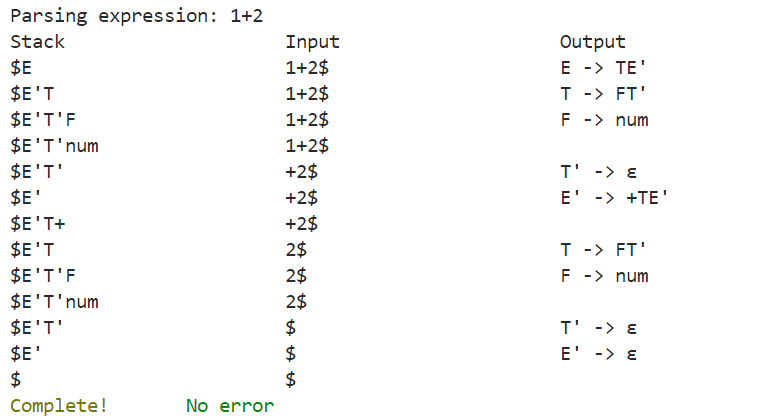 Parsing expression: 1+2
Stack Input Output
$E 1+2$ E -> TE'
$E'T 1+2$ T -> FT'
$E'T'F 1+2$ F -> num
$E'T'num 1+2$
$E'T' +2$ T' -> ε
$E' +2$ E' -> +TE'
$E'T+ +2$
$E'T 2$ T -> FT'
$E'T'F 2$ F -> num
$E'T'num 2$
$E'T' $ T' -> ε
$E' $ E' -> ε
$ $
Complete! No error